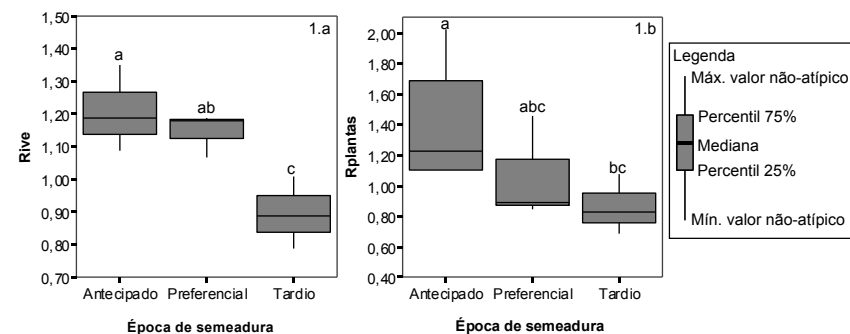 1,50
1,40
1,30
1,20
1,10
1,00
0,90
0,80
0,70
Rive
1.a
a
ab
c
Antecipado Preferencial Tardio
Época de semeadura
2,00
1,80
1,60
1,40
1,20
1,00
0,80
0,60
0,40
Rplantas
1.b
a
abc
bc
Antecipado Preferencial Tardio
Época de semeadura
Legenda
Máx. valor não-atípico
Percentil 75%
Mediana
Percentil 25%
Mín. valor não-atípico